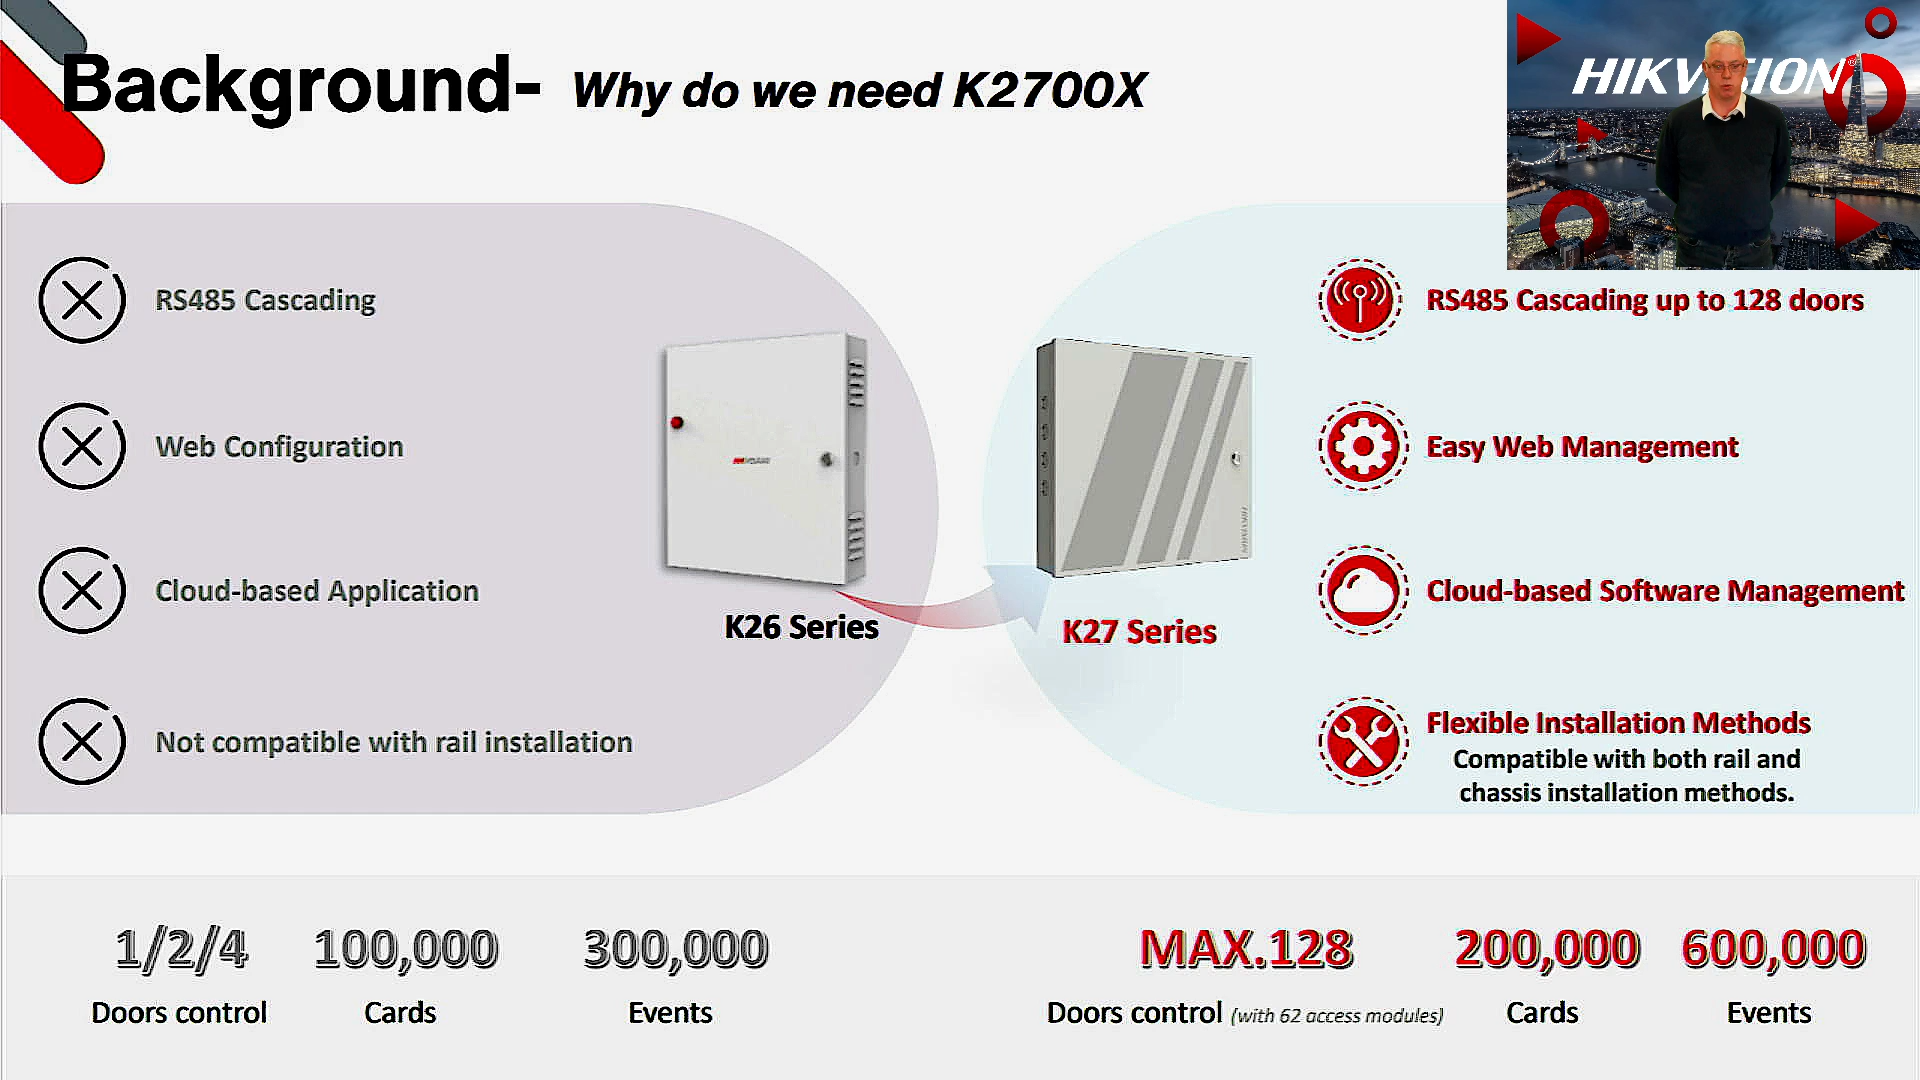 Background- Why do we need K2700X
HIKVISION®
RS485 Cascading
Web Configuration
Cloud-based Application
Not compatible with rail installation
K26 Series
HIKVISION
K27 Series
RS485 Cascading up to 128 doors
Easy Web Management
Cloud-based Software Management
Flexible Installation Methods
Compatible with both rail and
chassis installation methods.
1/2/4
Doors control
100,000
Cards
300,000
Events
MAX.128
Doors control (with 62 access modules)
200,000
Cards
600,000
Events